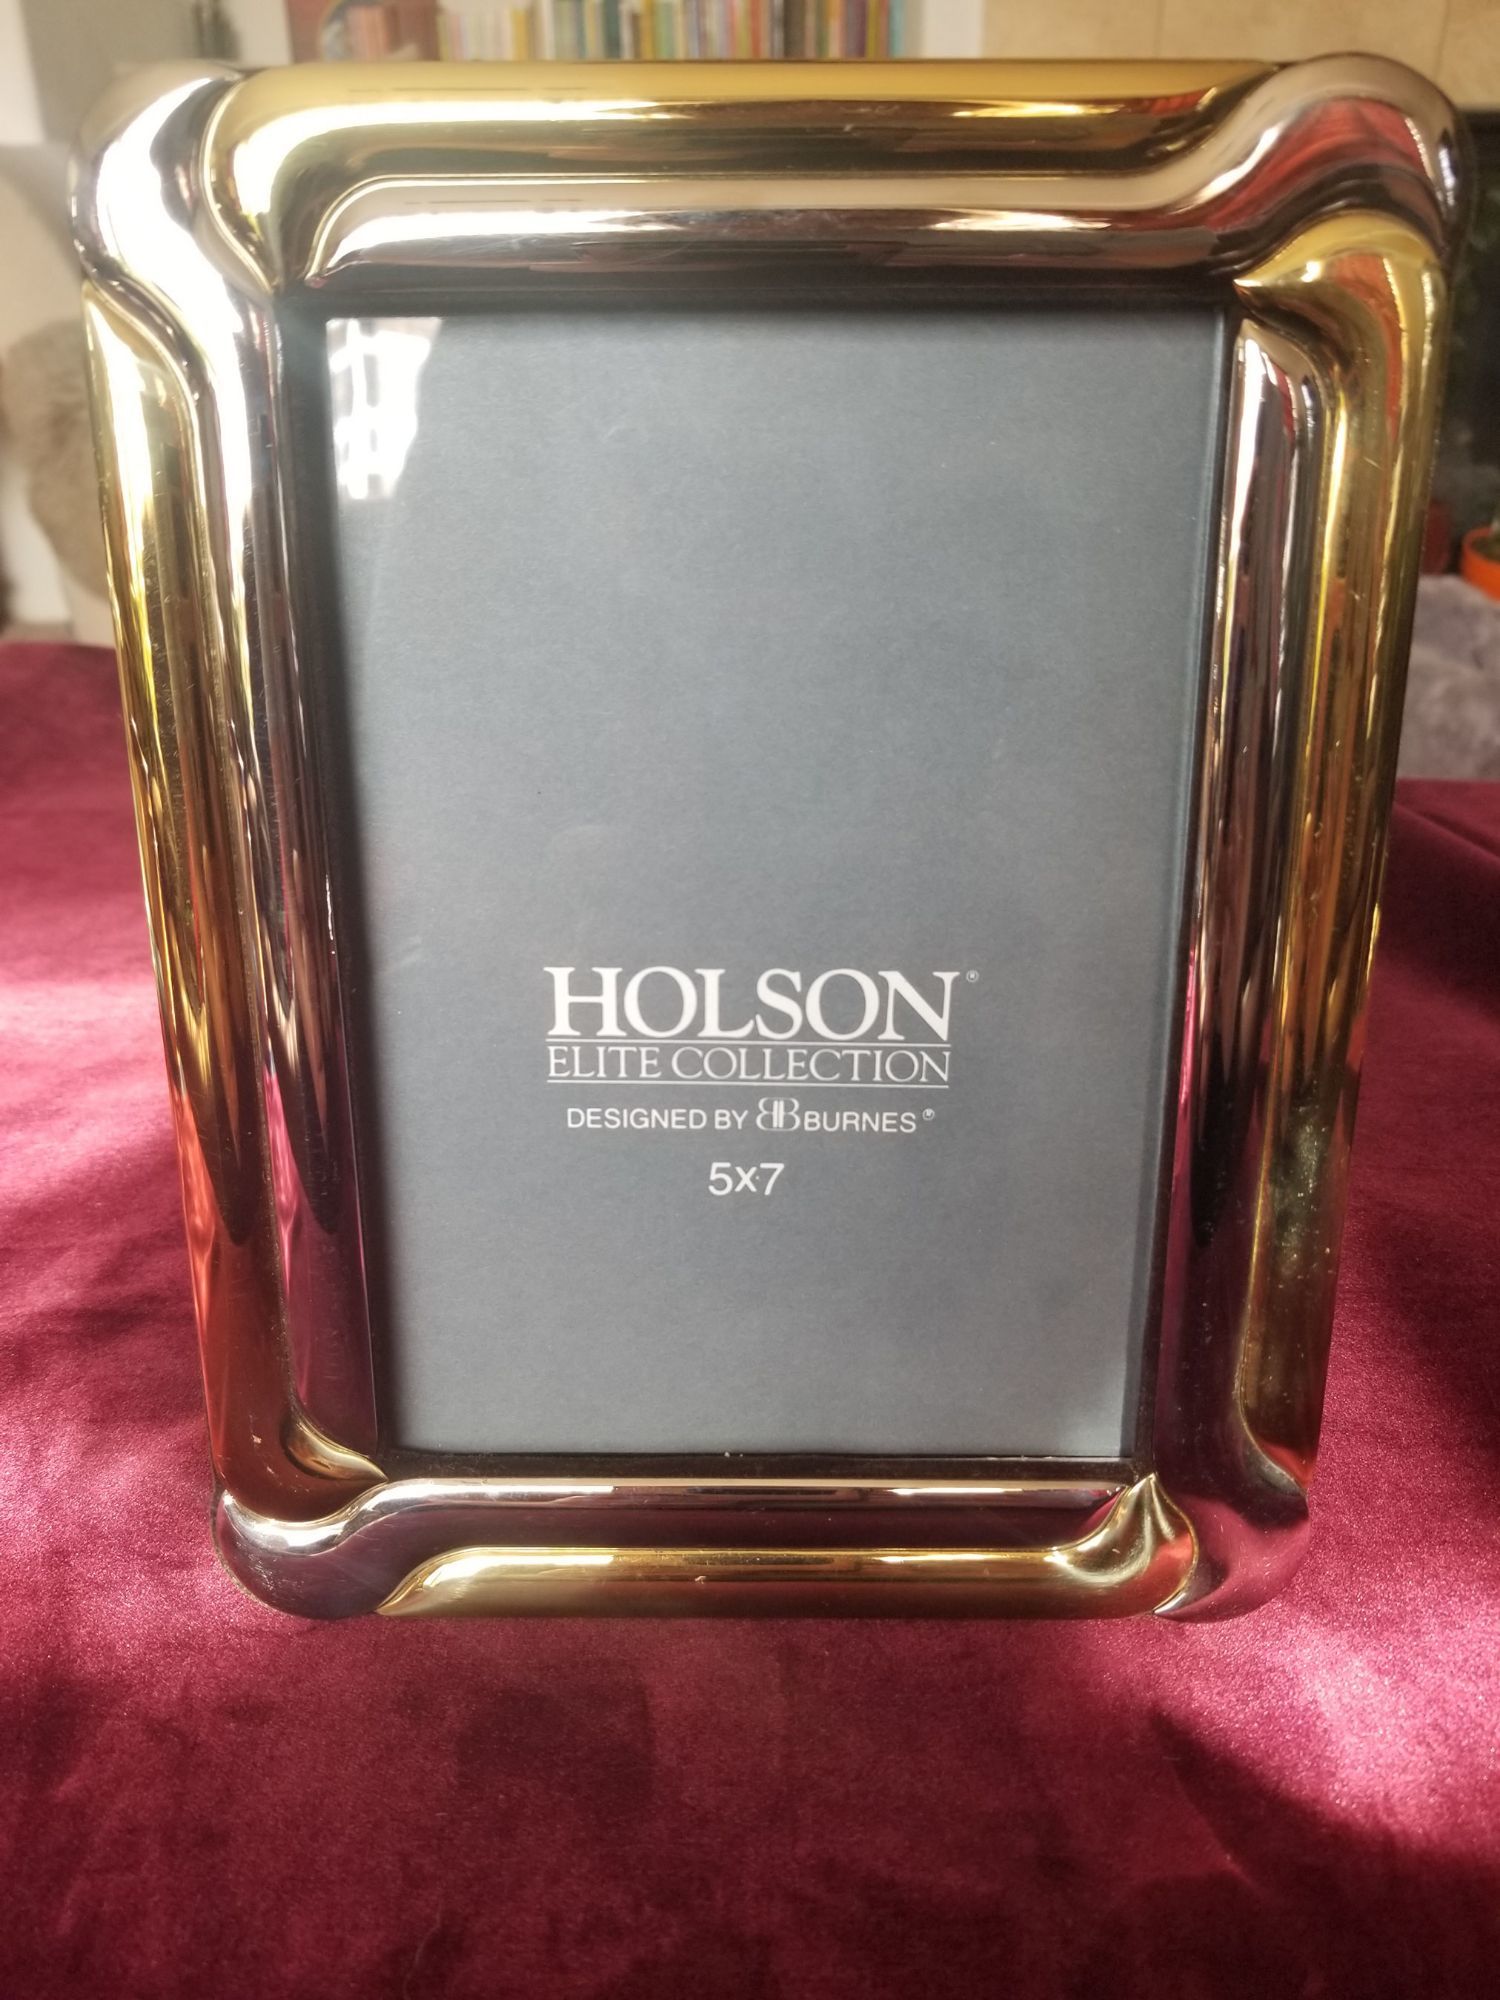 HOLSON®
ELITE COLLECTION
DESIGNED BY BB BURNES®
5x7